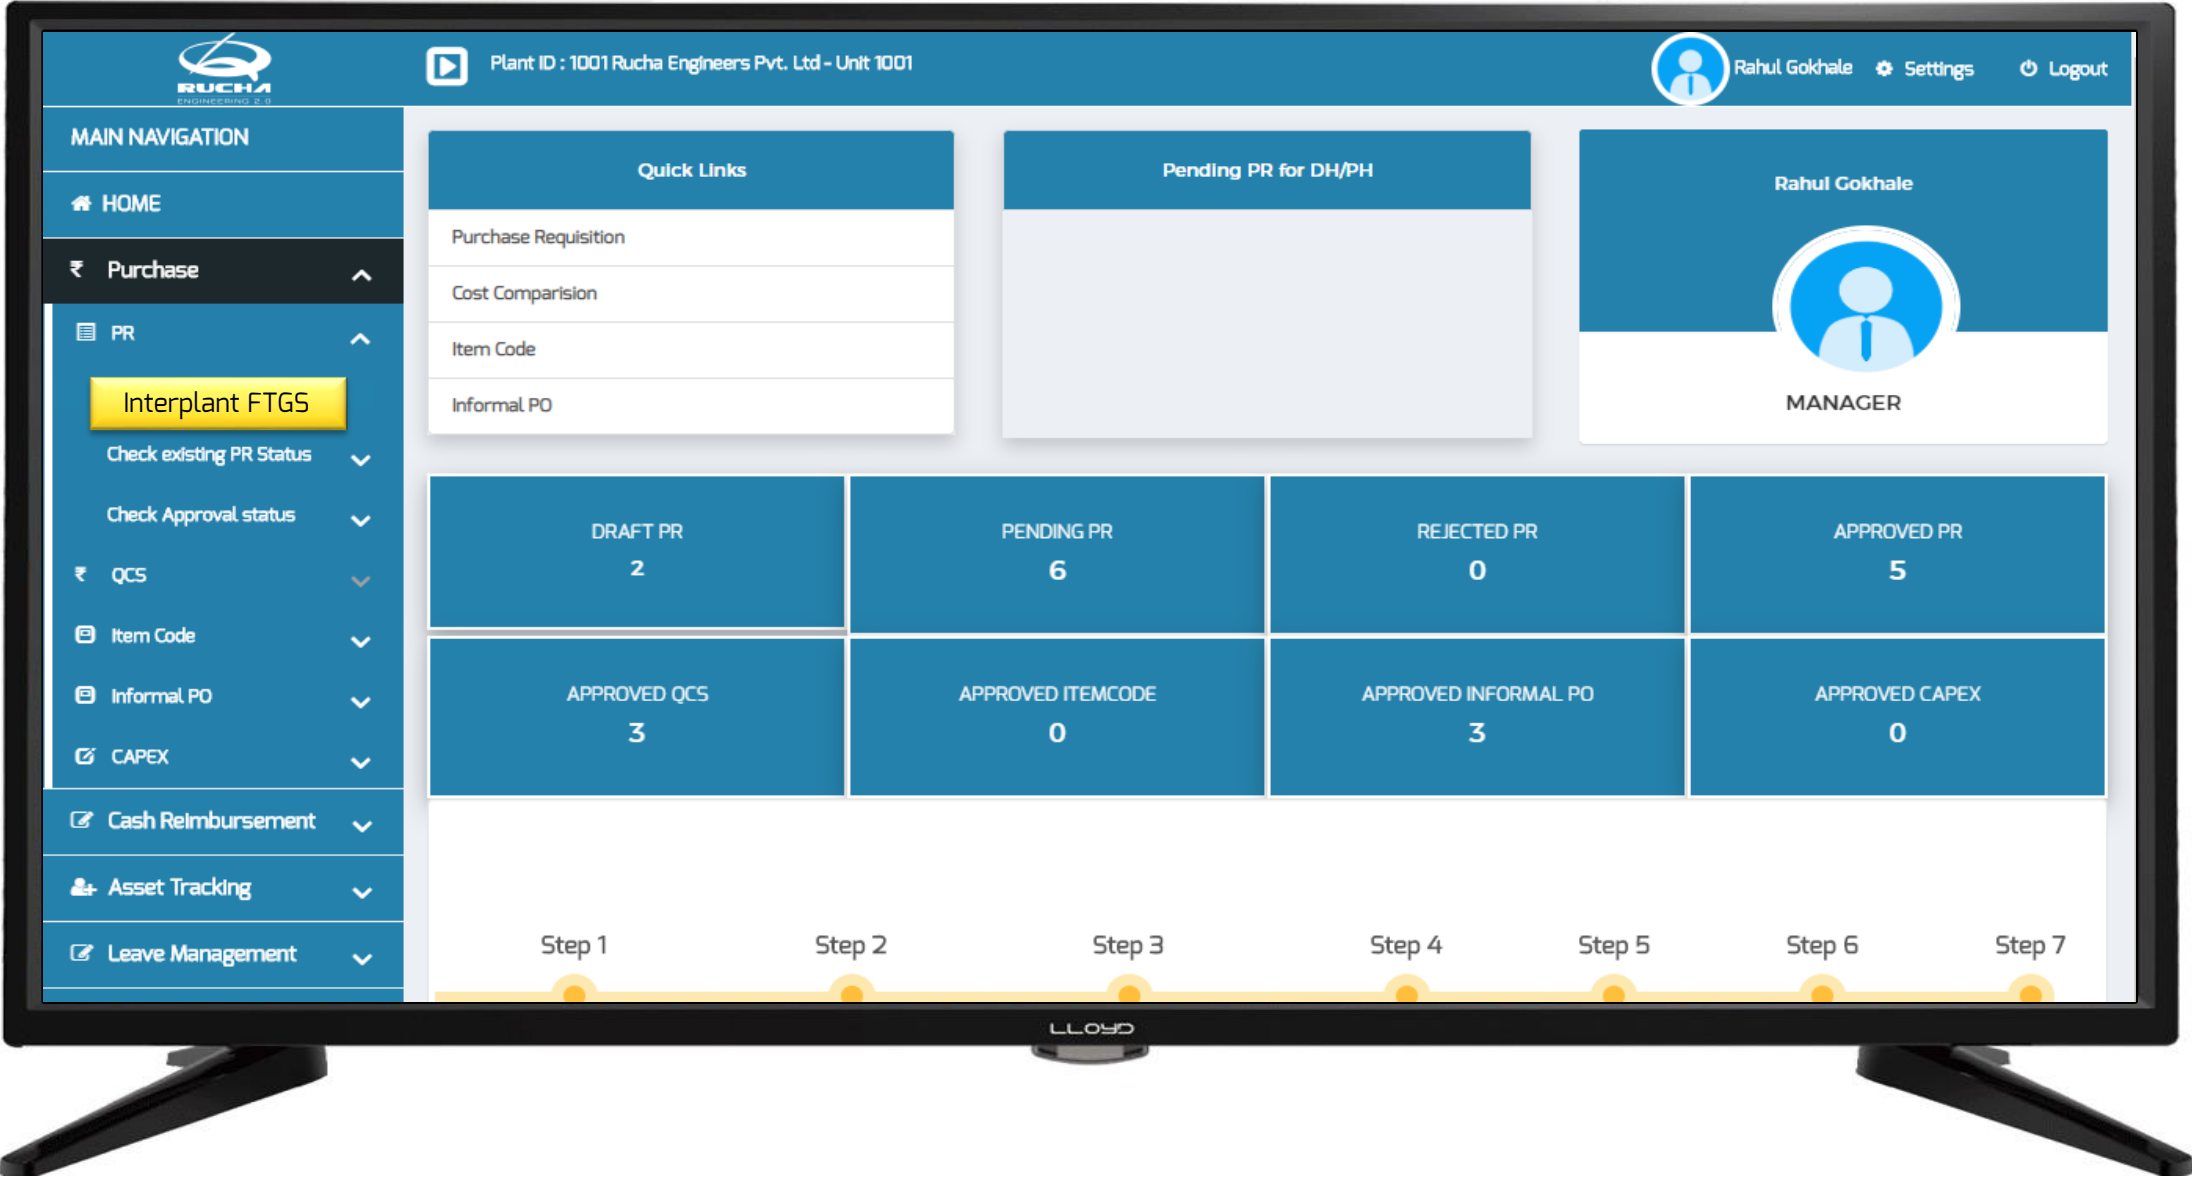 RUCHA
ENGINEERING 2.0
Plant ID : 1001 Rucha Engineers Pvt. Ltd - Unit 1001
Rahul Gokhale
Settings
Logout
MAIN NAVIGATION
HOME
₹ Purchase
PR
Interplant FTGS
Check existing PR Status
Check Approval status
₹ QCS
Item Code
Informal PO
CAPEX
Cash Reimbursement
Asset Tracking
Leave Management
Quick Links
Purchase Requisition
Cost Comparision
Item Code
Informal PO
Pending PR for DH/PH
Rahul Gokhale
MANAGER
DRAFT PR
2
PENDING PR
6
REJECTED PR
0
APPROVED PR
5
APPROVED QCS
3
APPROVED ITEMCODE
0
APPROVED INFORMAL PO
3
APPROVED CAPEX
0
Step 1
Step 2
Step 3
Step 4
Step 5
Step 6
Step 7
LLOYD